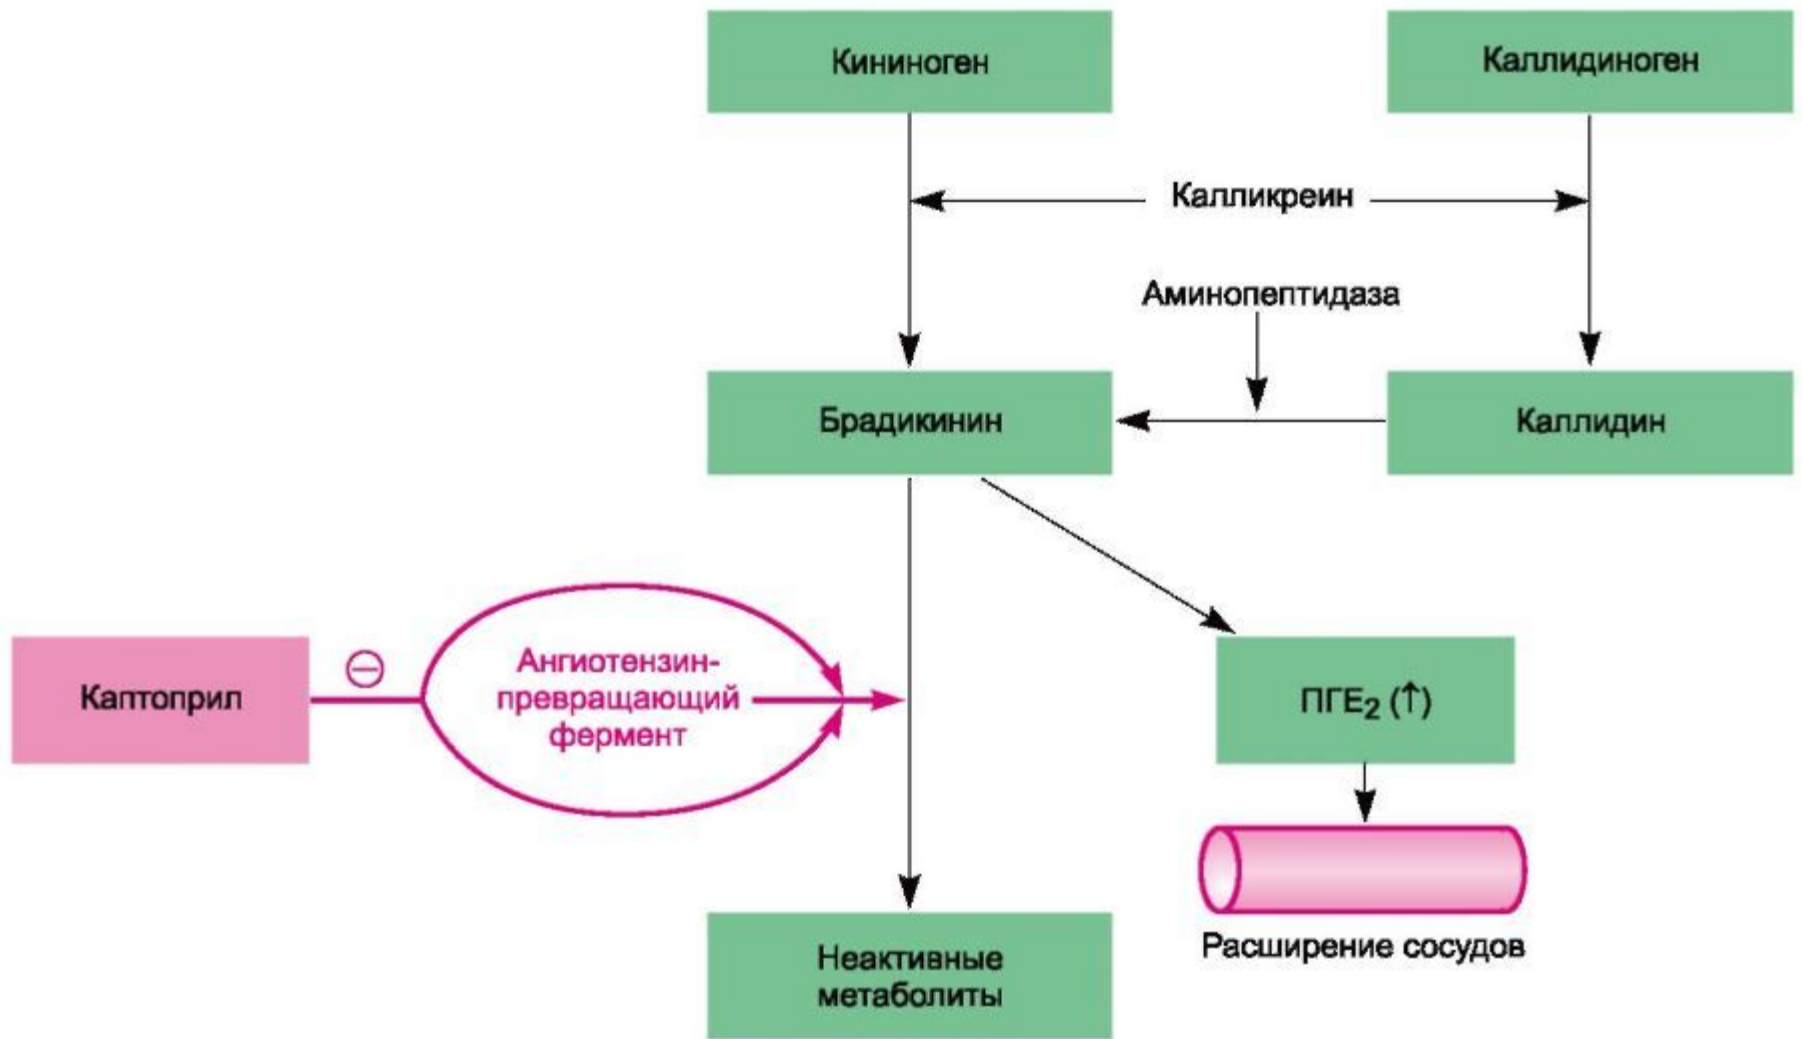 Кининоген
Каллидиноген
Калликреин
Аминопептидаза
Брадикинин
Каллидин
Каптоприл
Ангиотензин-
превращающий
фермент
ПГЕ₂ (↑)
Расширение сосудов
Неактивные
метаболиты